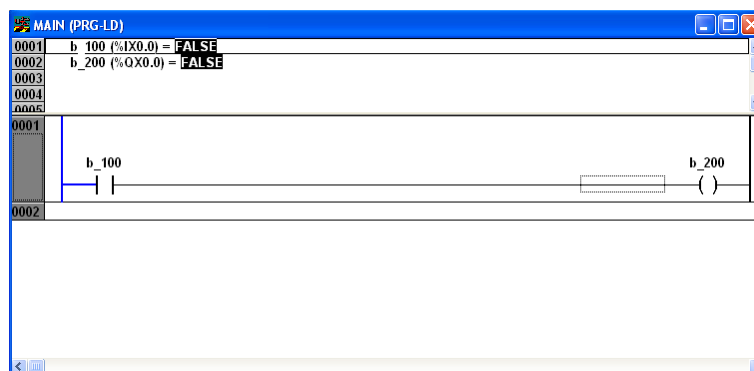 MAIN (PRG-LD)
0001 b_100 (%IX0.0) = FALSE
0002 b_200 (%QX0.0) = FALSE
0003
0004
0005
0001
b_100 b_200
0002